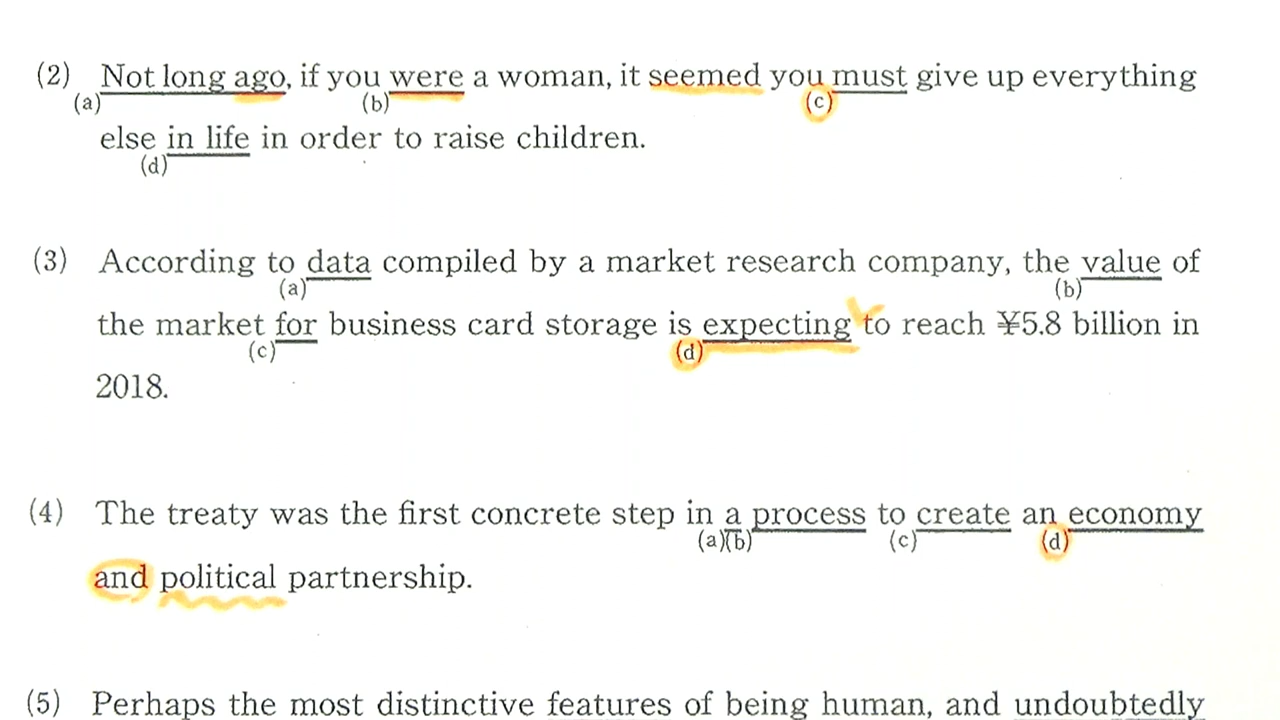 (2) Not long ago, if you were a woman, it seemed you must give up everything
(a) (b) (c)
else in life in order to raise children.
(d)
(3) According to data compiled by a market research company, the value of
(a) (b)
the market for business card storage is expecting to reach ¥5.8 billion in
(c) (d)
2018.
(4) The treaty was the first concrete step in a process to create an economy
(a)(b) (c) (d)
and political partnership.
(5) Perhaps the most distinctive features of being human, and undoubtedly